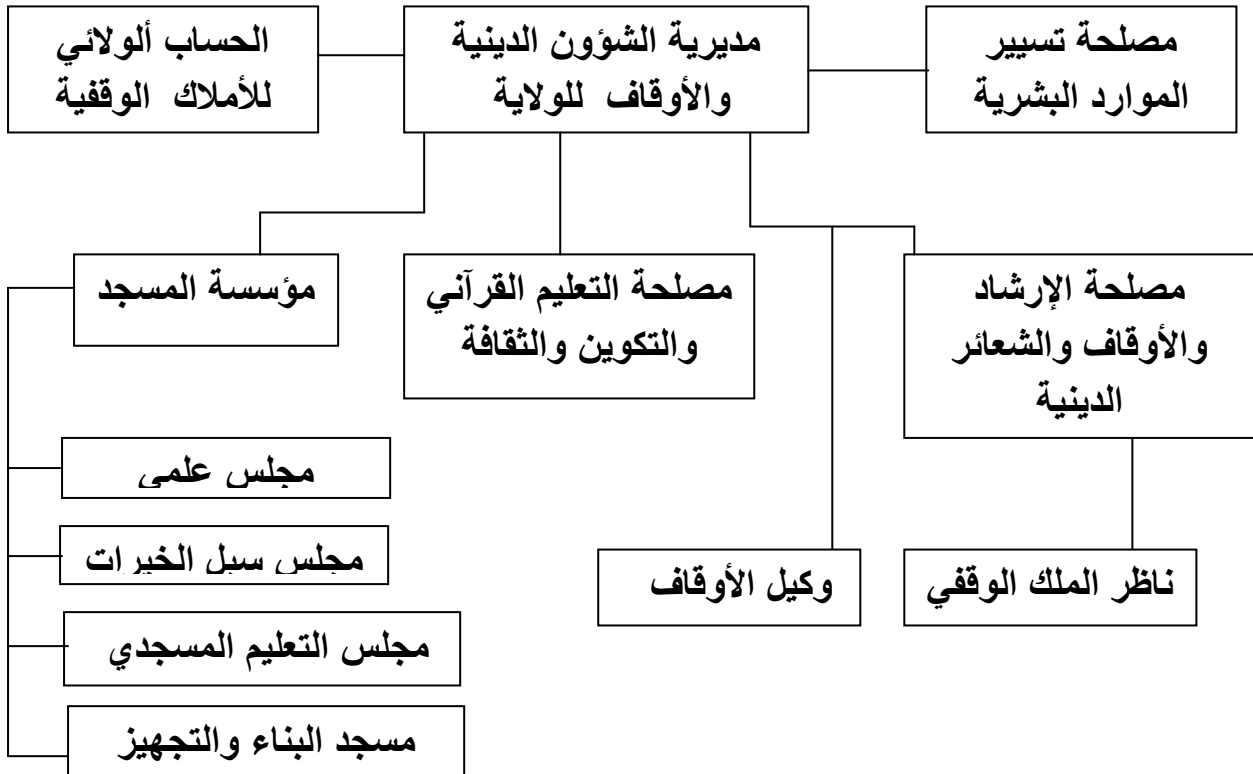 مصلحة تسيير
الموارد البشرية
مديرية الشؤون الدينية
والأوقاف للولاية
الحساب ألولائي
للأملاك الوقفية
مصلحة الإرشاد
والأوقاف والشعائر
الدينية
مصلحة التعليم القرآني
والتكوين والثقافة
مؤسسة المسجد
مجلس علمي
مجلس سبل الخيرات
ناظر الملك الوقفي
وكيل الأوقاف
مجلس التعليم المسجدي
مسجد البناء والتجهيز